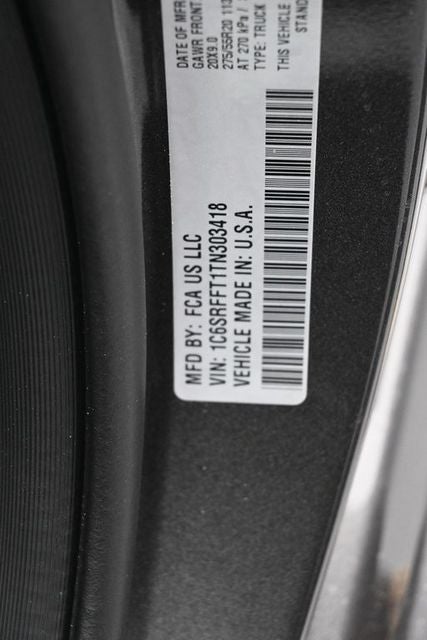 MFD BY: FCA US LLC
VIN: 1C6SRFFT1TN303418
VEHICLE MADE IN: U.S.A.
DATE OF MFR
GAWR FRONT
20X9.0
275/55R20 113
AT 270 kPa /
TYPE: TRUCK
THIS VEHICLE
STAND